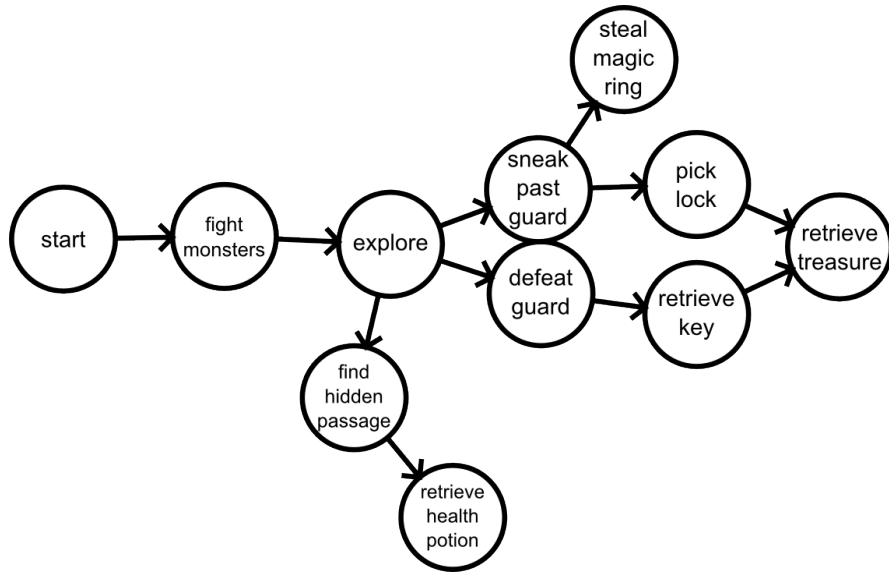 steal
magic
ring
sneak
past
guard
pick
lock
start
fight
monsters
explore
retrieve
treasure
defeat
guard
retrieve
key
find
hidden
passage
retrieve
health
potion